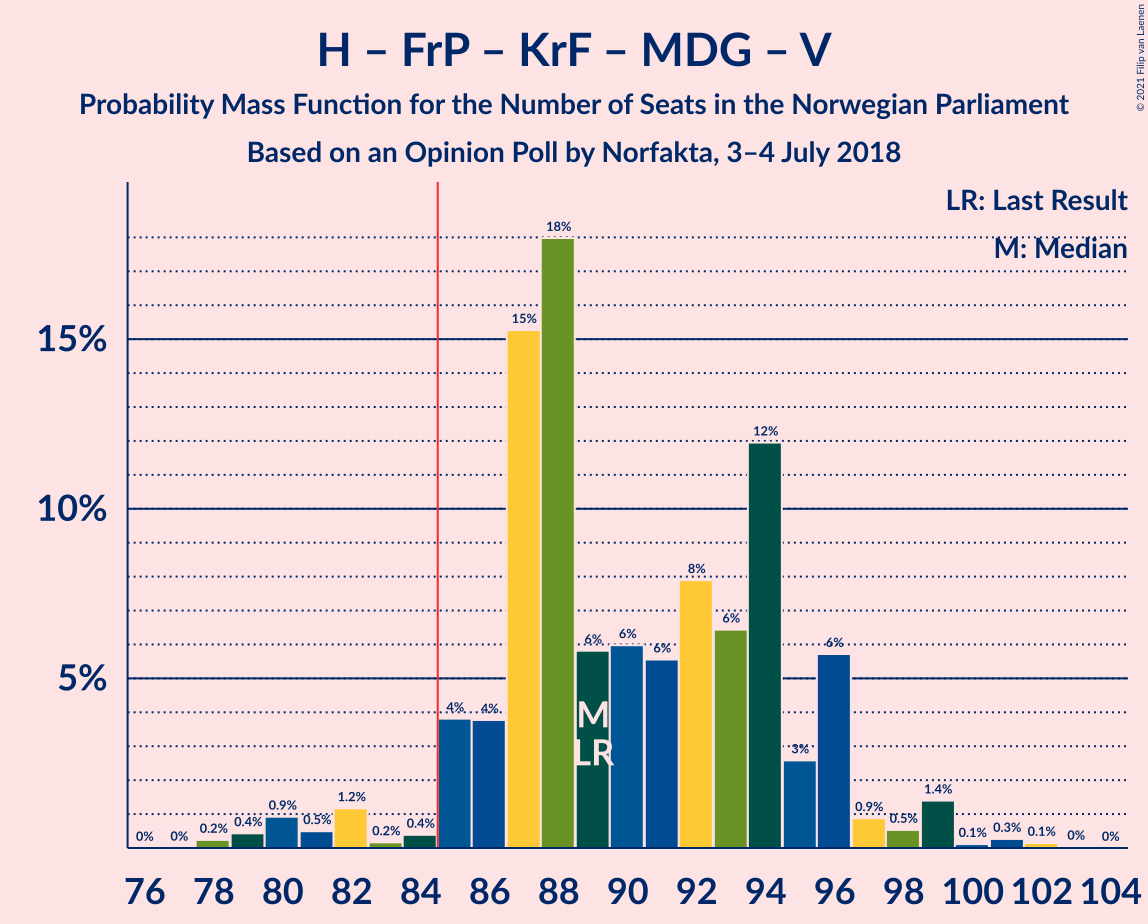 H – FrP – KrF – MDG – V
Probability Mass Function for the Number of Seats in the Norwegian Parliament
Based on an Opinion Poll by Norfakta, 3–4 July 2018
© 2021 Filip van Laenen
LR: Last Result
M: Median
15%
10%
5%
0% 0% 0.2% 0.4% 0.9% 0.5% 1.2% 0.2% 0.4% 4% 4% 15% 18% 6% 6% 6% 8% 6% 12% 3% 6% 0.9% 0.5% 1.4% 0.1% 0.3% 0.1% 0% 0%
M
LR
76 78 80 82 84 86 88 90 92 94 96 98 100 102 104